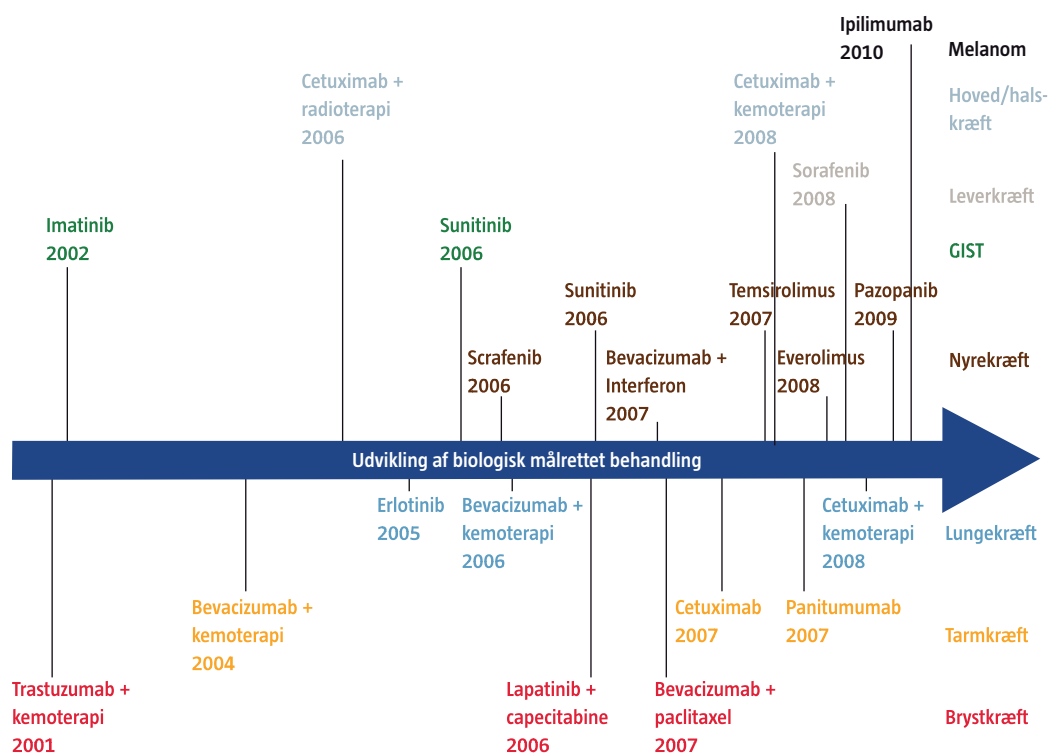 Ipilimumab
2010
Melanom
Cetuximab +
radioterapi
2006
Cetuximab +
kemoterapi
2008
Hoved/hals-
kræft
Sorafenib
2008
Leverkræft
Imatinib
2002
Sunitinib
2006
GIST
Sunitinib
2006
Temsirolimus
2007
Pazopanib
2009
Scrafenib
2006
Bevacizumab +
Interferon
2007
Everolimus
2008
Nyrekræft
Udvikling af biologisk målrettet behandling
Erlotinib
2005
Bevacizumab +
kemoterapi
2006
Cetuximab +
kemoterapi
2008
Lungekræft
Bevacizumab +
kemoterapi
2004
Cetuximab
2007
Panitumumab
2007
Tarmkræft
Trastuzumab +
kemoterapi
2001
Lapatinib +
capecitabine
2006
Bevacizumab +
paclitaxel
2007
Brystkræft